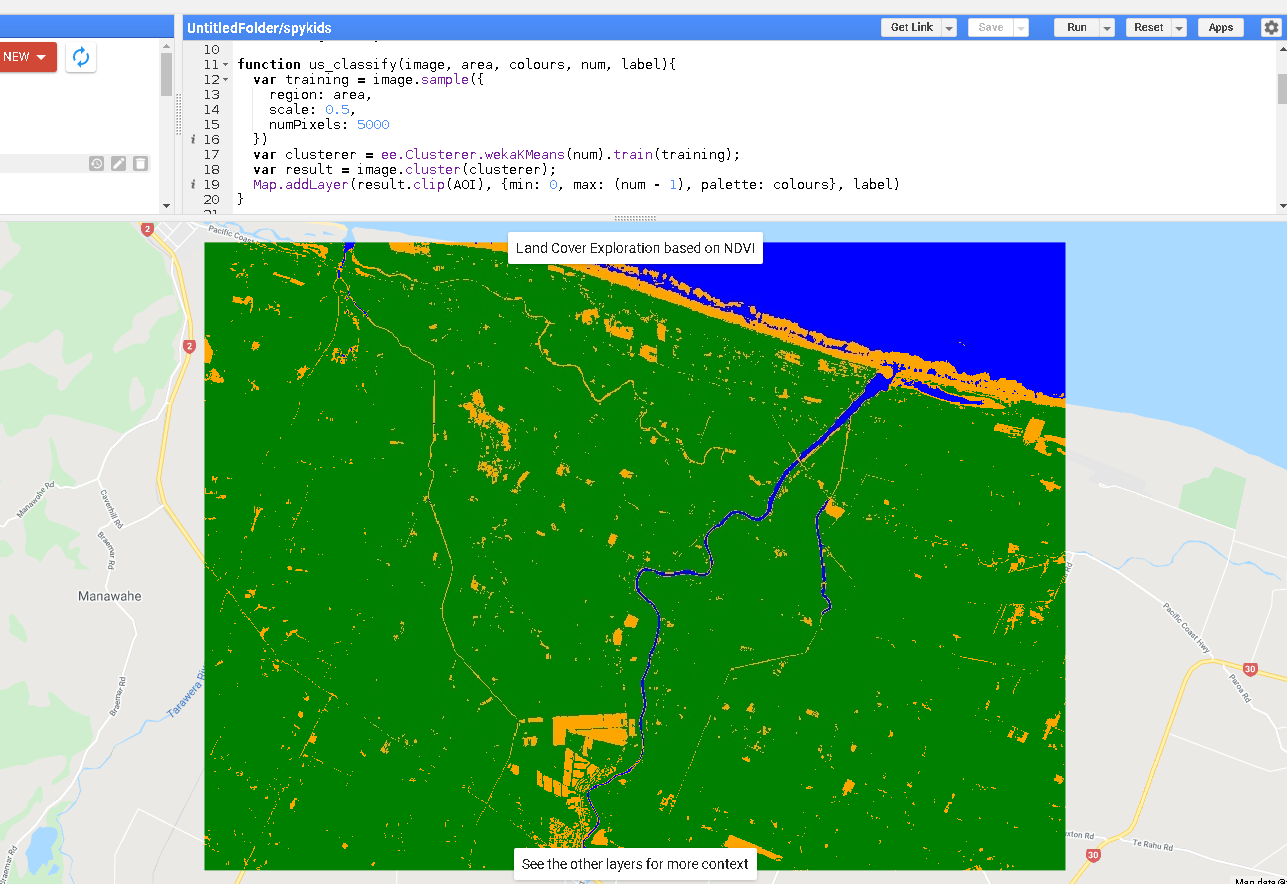 UntitledFolder/spykids
Get Link
Save
Run
Reset
Apps
NEW
10
11 function us_classify(image, area, colours, num, label){
12 var training = image.sample({
13 region: area,
14 scale: 0.5,
15 numPixels: 5000
16 })
17 var clusterer = ee.Clusterer.wekaKMeans(num).train(training);
18 var result = image.cluster(clusterer);
19 Map.addLayer(result.clip(AOI), {min: 0, max: (num - 1), palette: colours}, label)
20 }
21
2
Pacific Coast
Land Cover Exploration based on NDVI
2
Manawahe Rd
Caverhill Rd
Braemar Rd
Manawahe
Rd
Pacific Coast Hwy
30
Paroa Rd
Braemar Rd
Tarawera Riv
Braemar Rd
See the other layers for more context
xton Rd
Te Rahu Rd
30
Map data ©